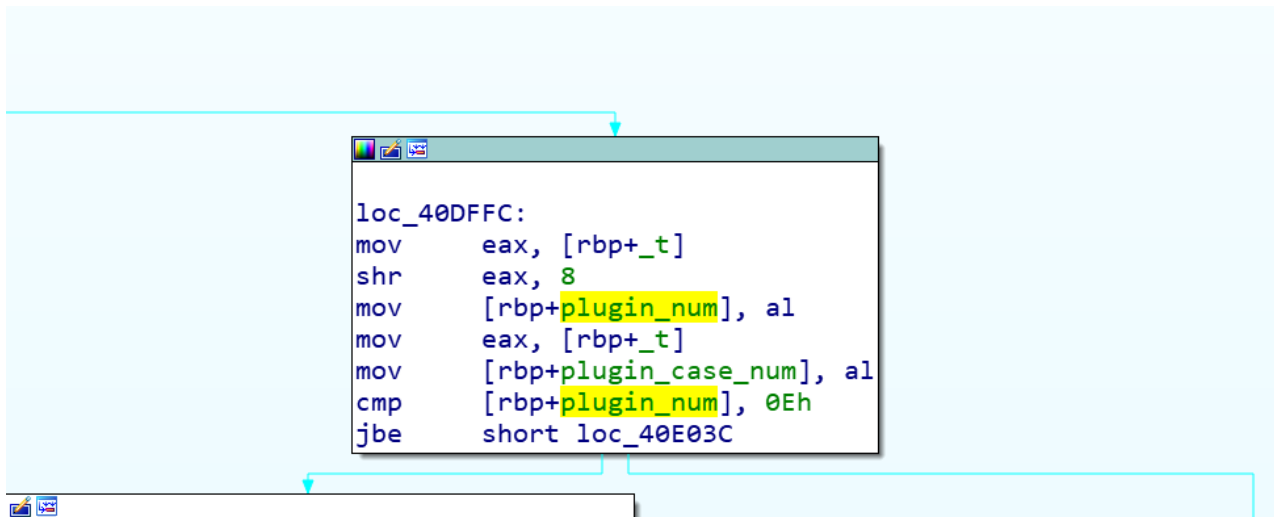 loc_40DFFC:
mov eax, [rbp+_t]
shr eax, 8
mov [rbp+plugin_num], al
mov eax, [rbp+_t]
mov [rbp+plugin_case_num], al
cmp [rbp+plugin_num], 0Eh
jbe short loc_40E03C